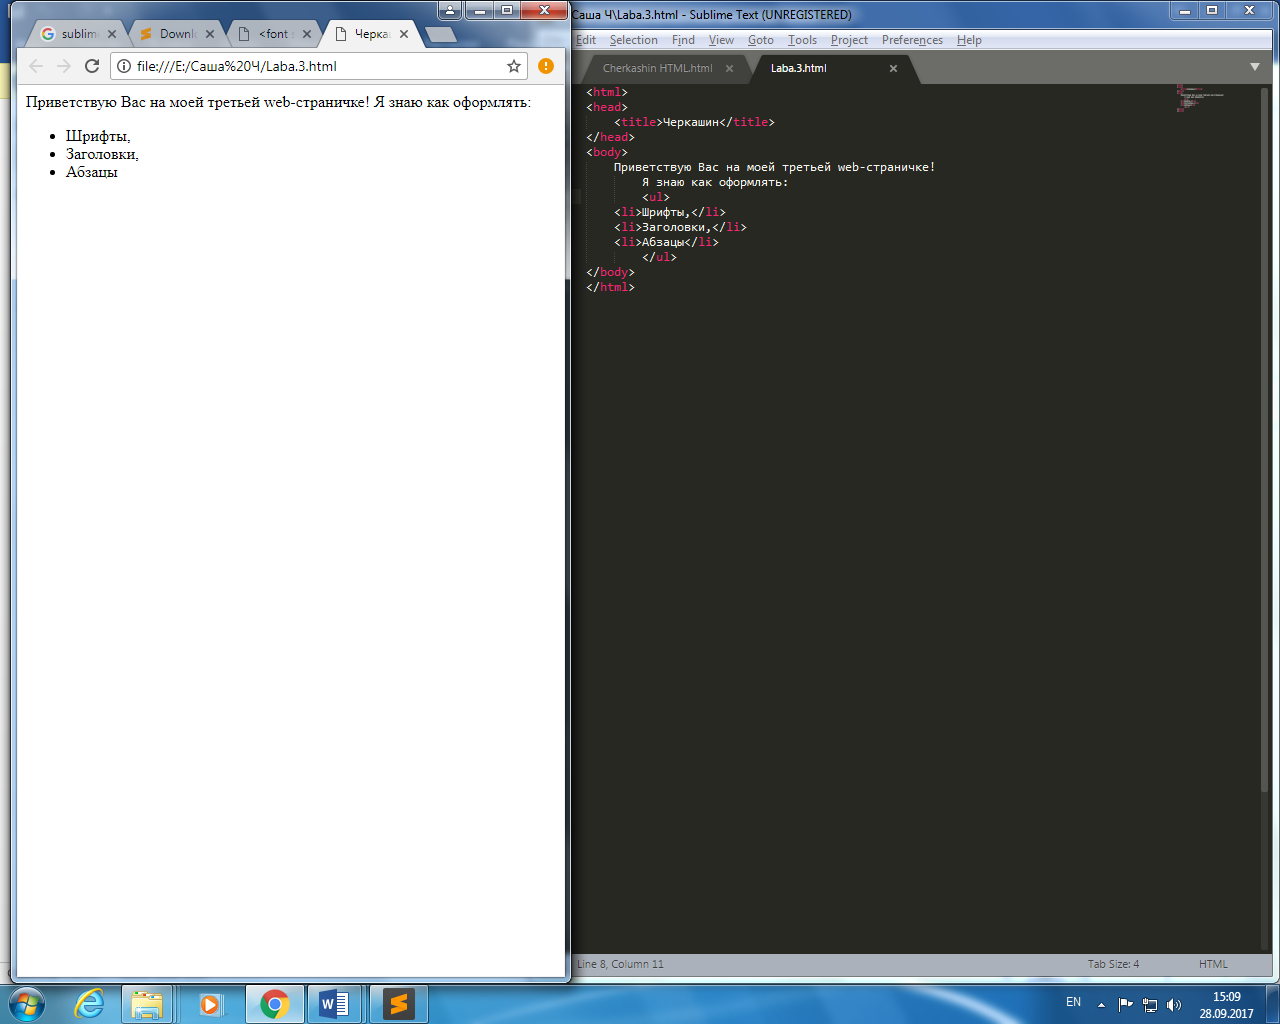 sublim
Downl
<font
Черка
file:///E:/Саша%20Ч/Laba.3.html
Приветствую Вас на моей третьей web-страничке! Я знаю как оформлять:
Шрифты,
Заголовки,
Абзацы
Саша Ч\Laba.3.html - Sublime Text (UNREGISTERED)
Edit Selection Find View Goto Tools Project Preferences Help
Cherkashin HTML.html
Laba.3.html
<html>
<head>
<title>Черкашин</title>
</head>
<body>
Приветствую Вас на моей третьей web-страничке!
Я знаю как оформлять:
<ul>
<li>Шрифты,</li>
<li>Заголовки,</li>
<li>Абзацы</li>
</ul>
</body>
</html>
Line 8, Column 11
Tab Size: 4
HTML
EN
15:09
28.09.2017